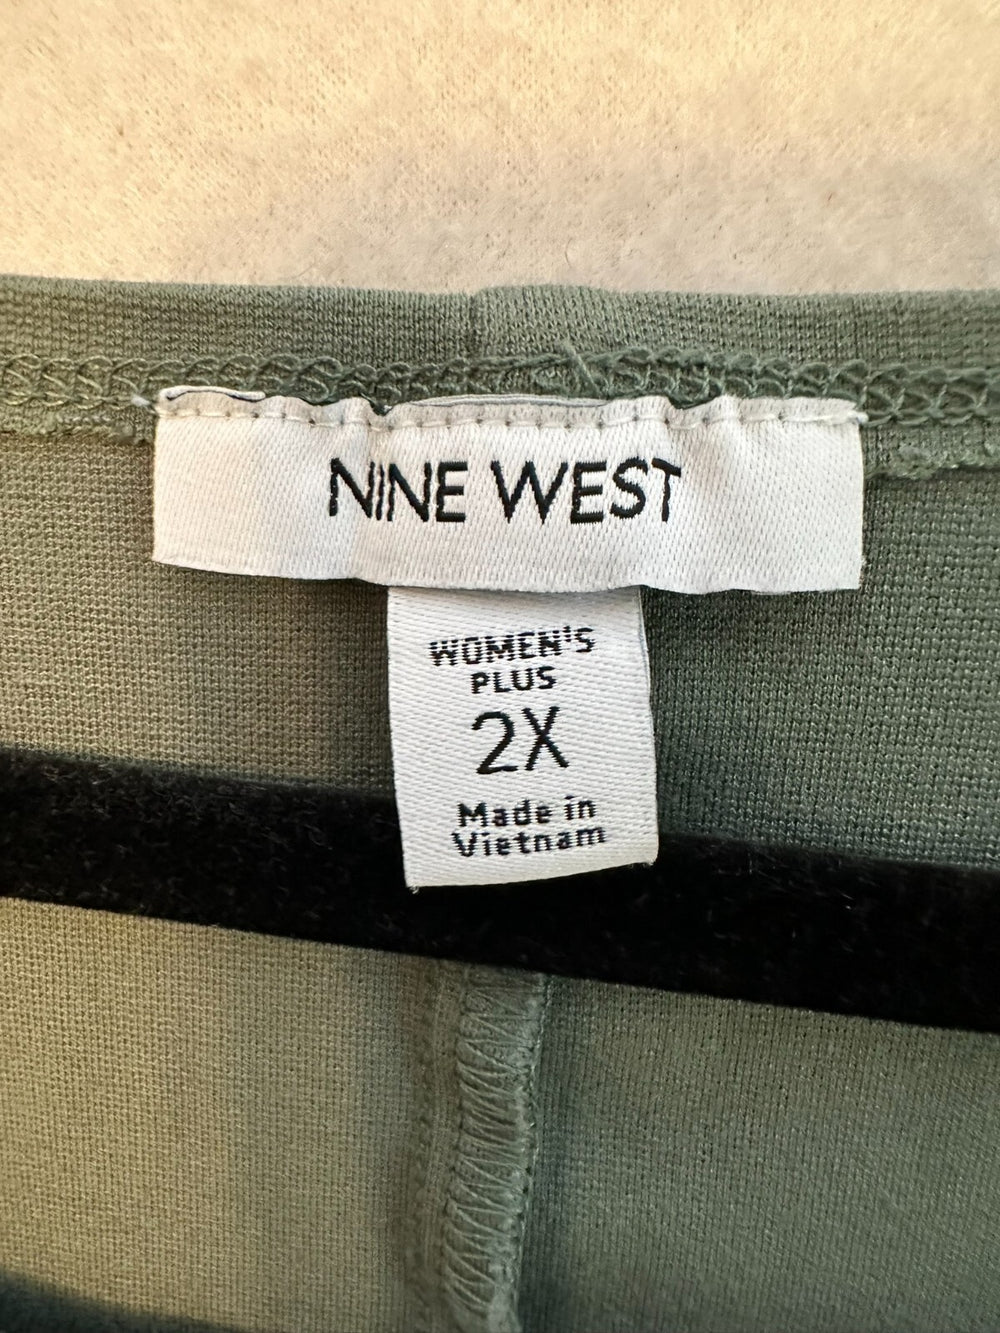 NINE WEST
WOMEN'S
PLUS
2X
Made in
Vietnam